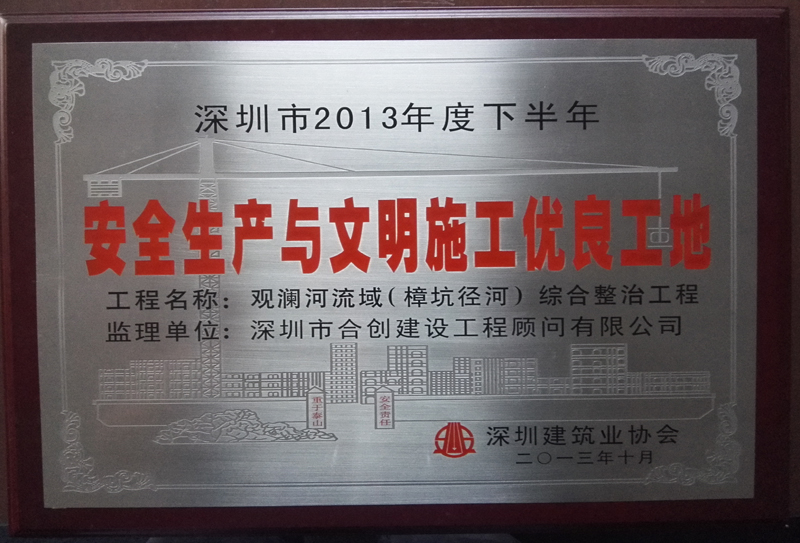 深圳市2013年度下半年
安全生产与文明施工优良工地
工程名称：观澜河流域（樟坑径河）综合整治工程
监理单位：深圳市合创建设工程顾问有限公司
重于泰山
安全责任
深圳建筑业协会
二〇一三年十月